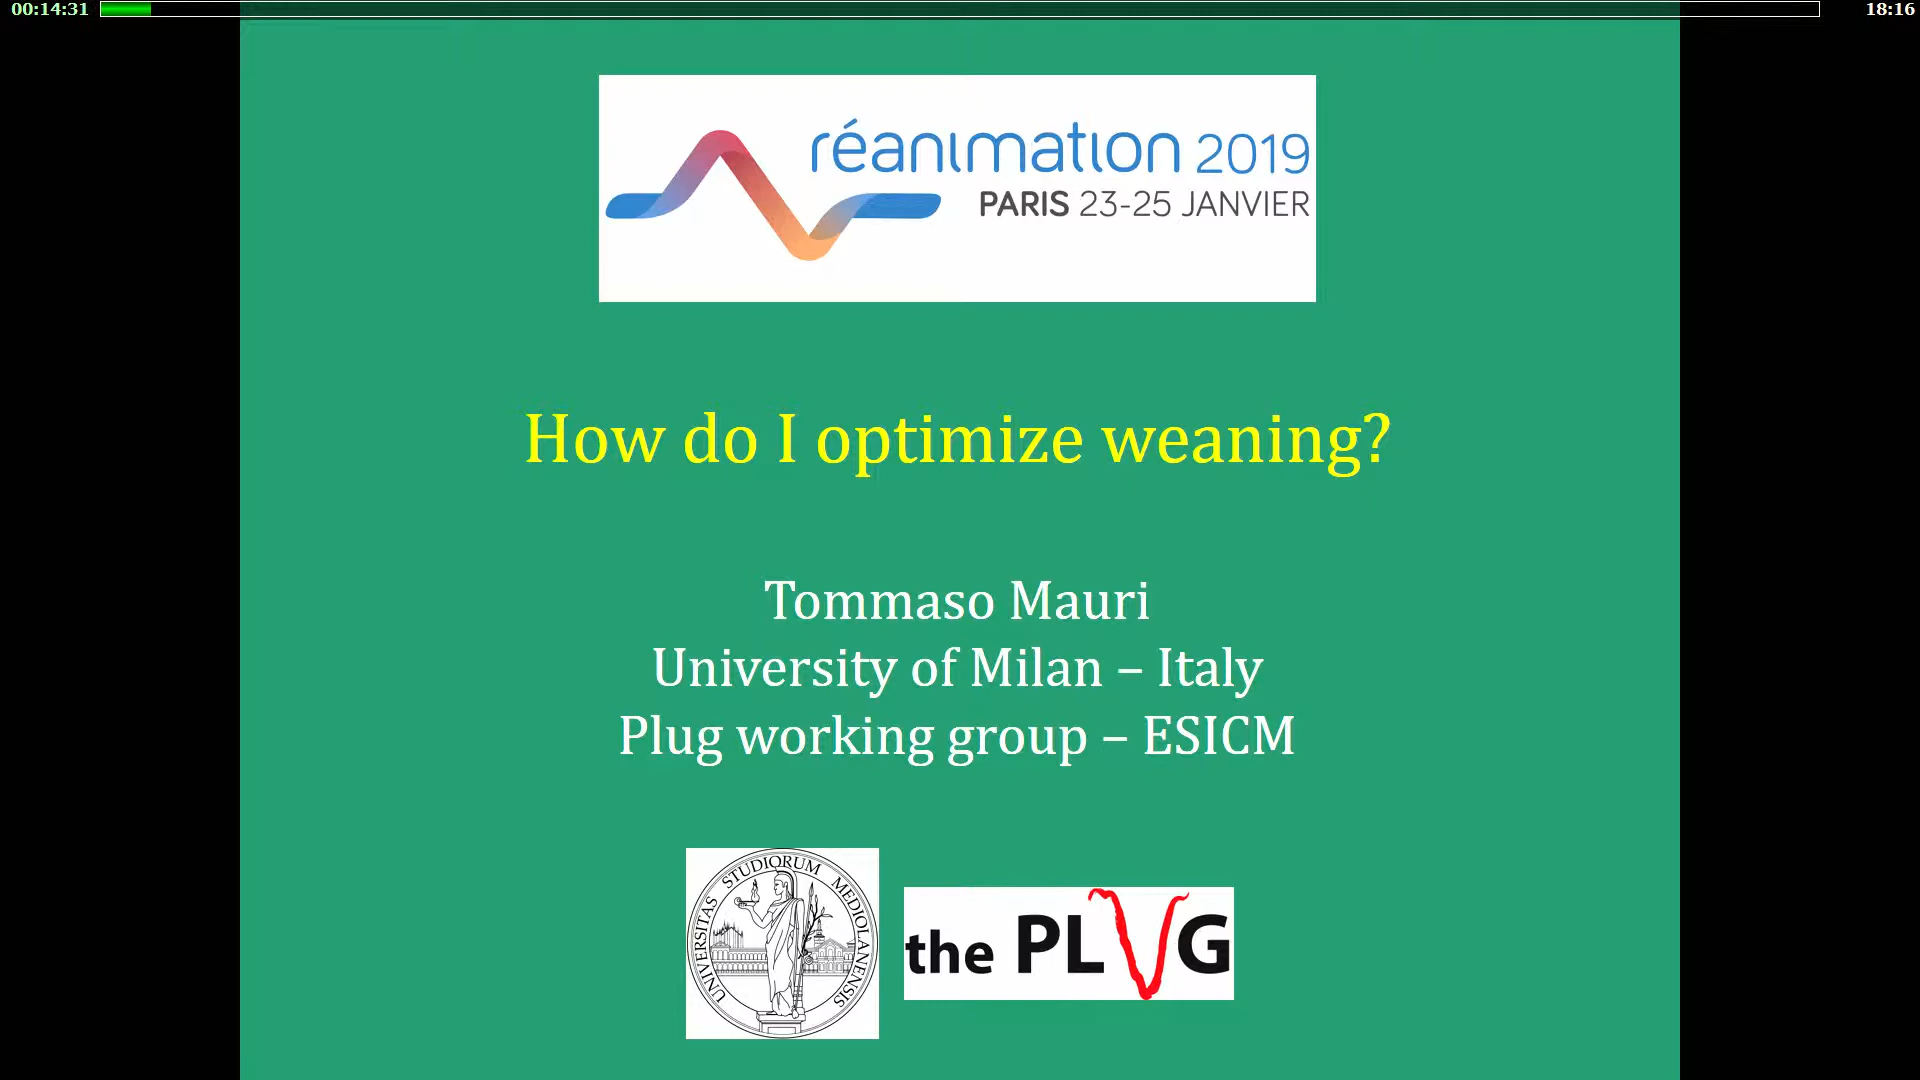 00:14:31
18:16
réanimation 2019
PARIS 23-25 JANVIER
How do I optimize weaning?
Tommaso Mauri
University of Milan – Italy
Plug working group – ESICM
UNIVERSITAS STUDIORUM MEDIOLANENSIS
the PLUG